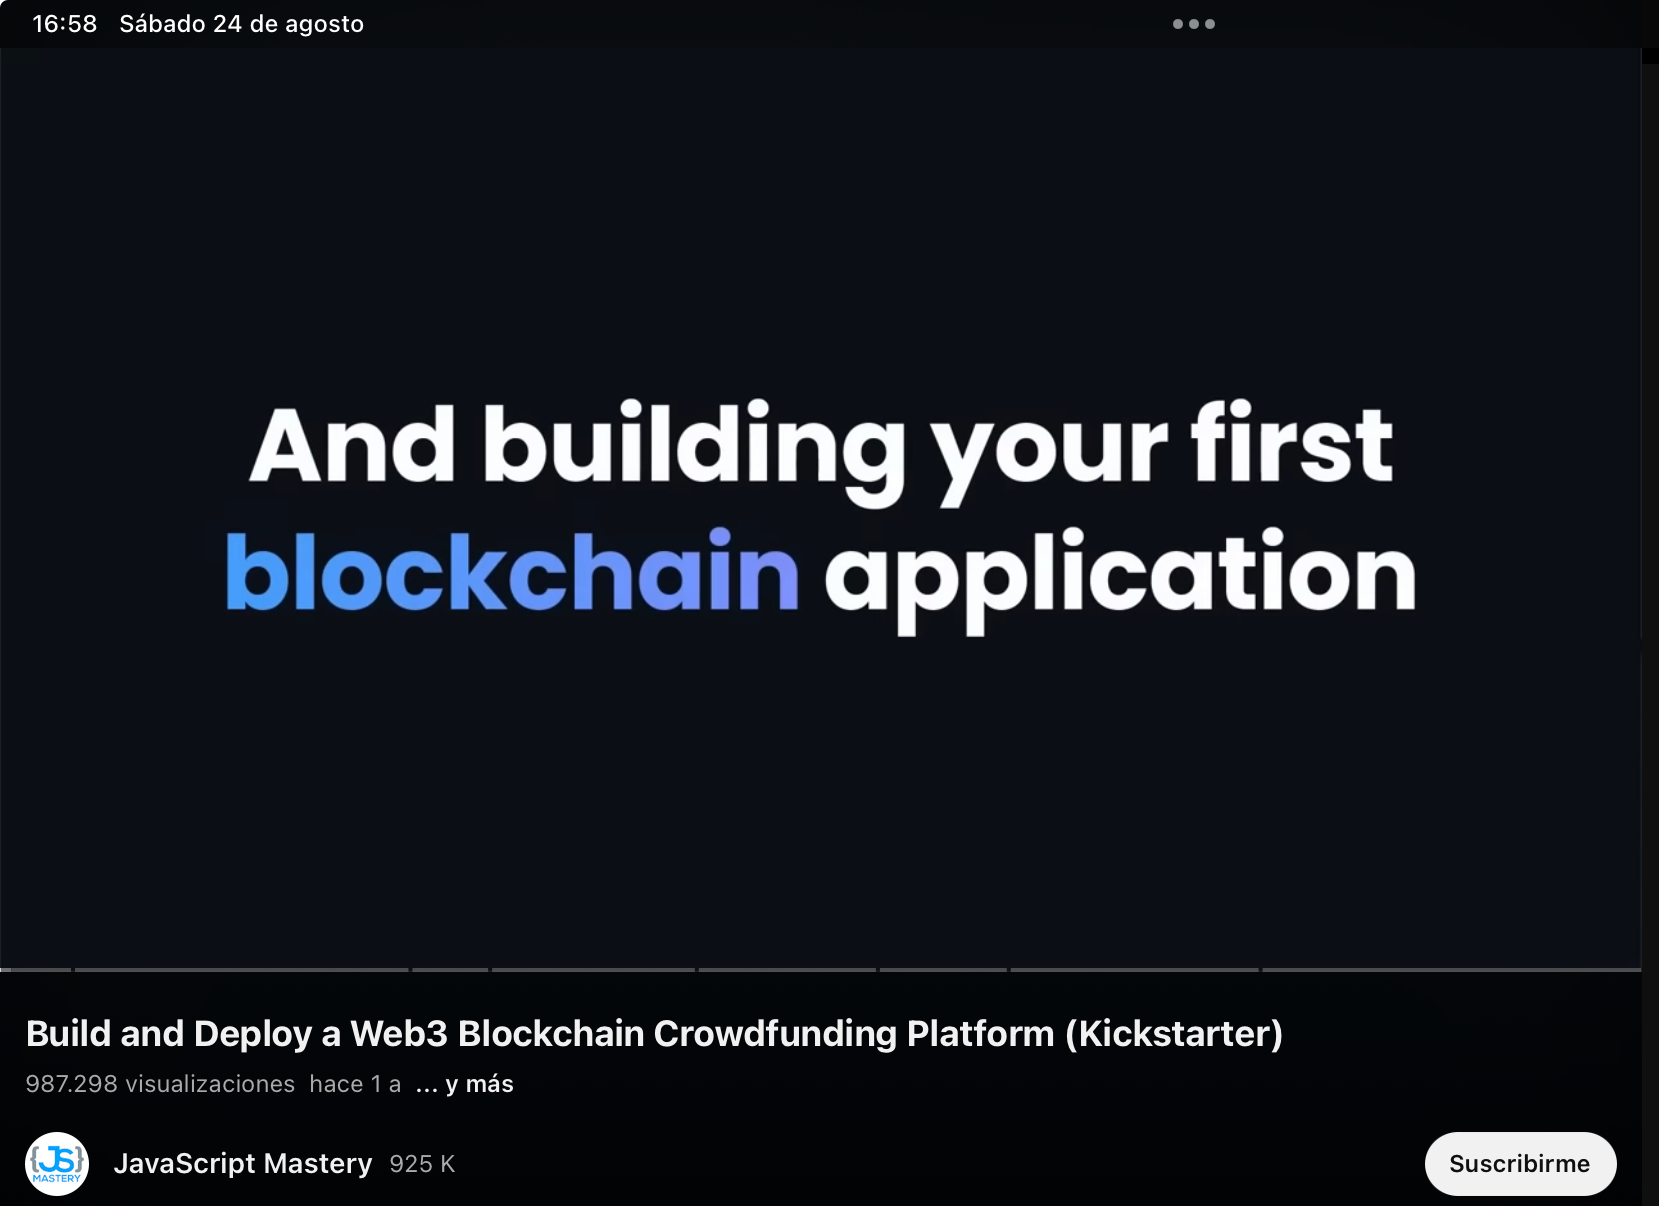 16:58 Sábado 24 de agosto
And building your first
blockchain application
Build and Deploy a Web3 Blockchain Crowdfunding Platform (Kickstarter)
987.298 visualizaciones hace 1 a ... y más
{JS}
MASTERY
JavaScript Mastery 925 K
Suscribirme